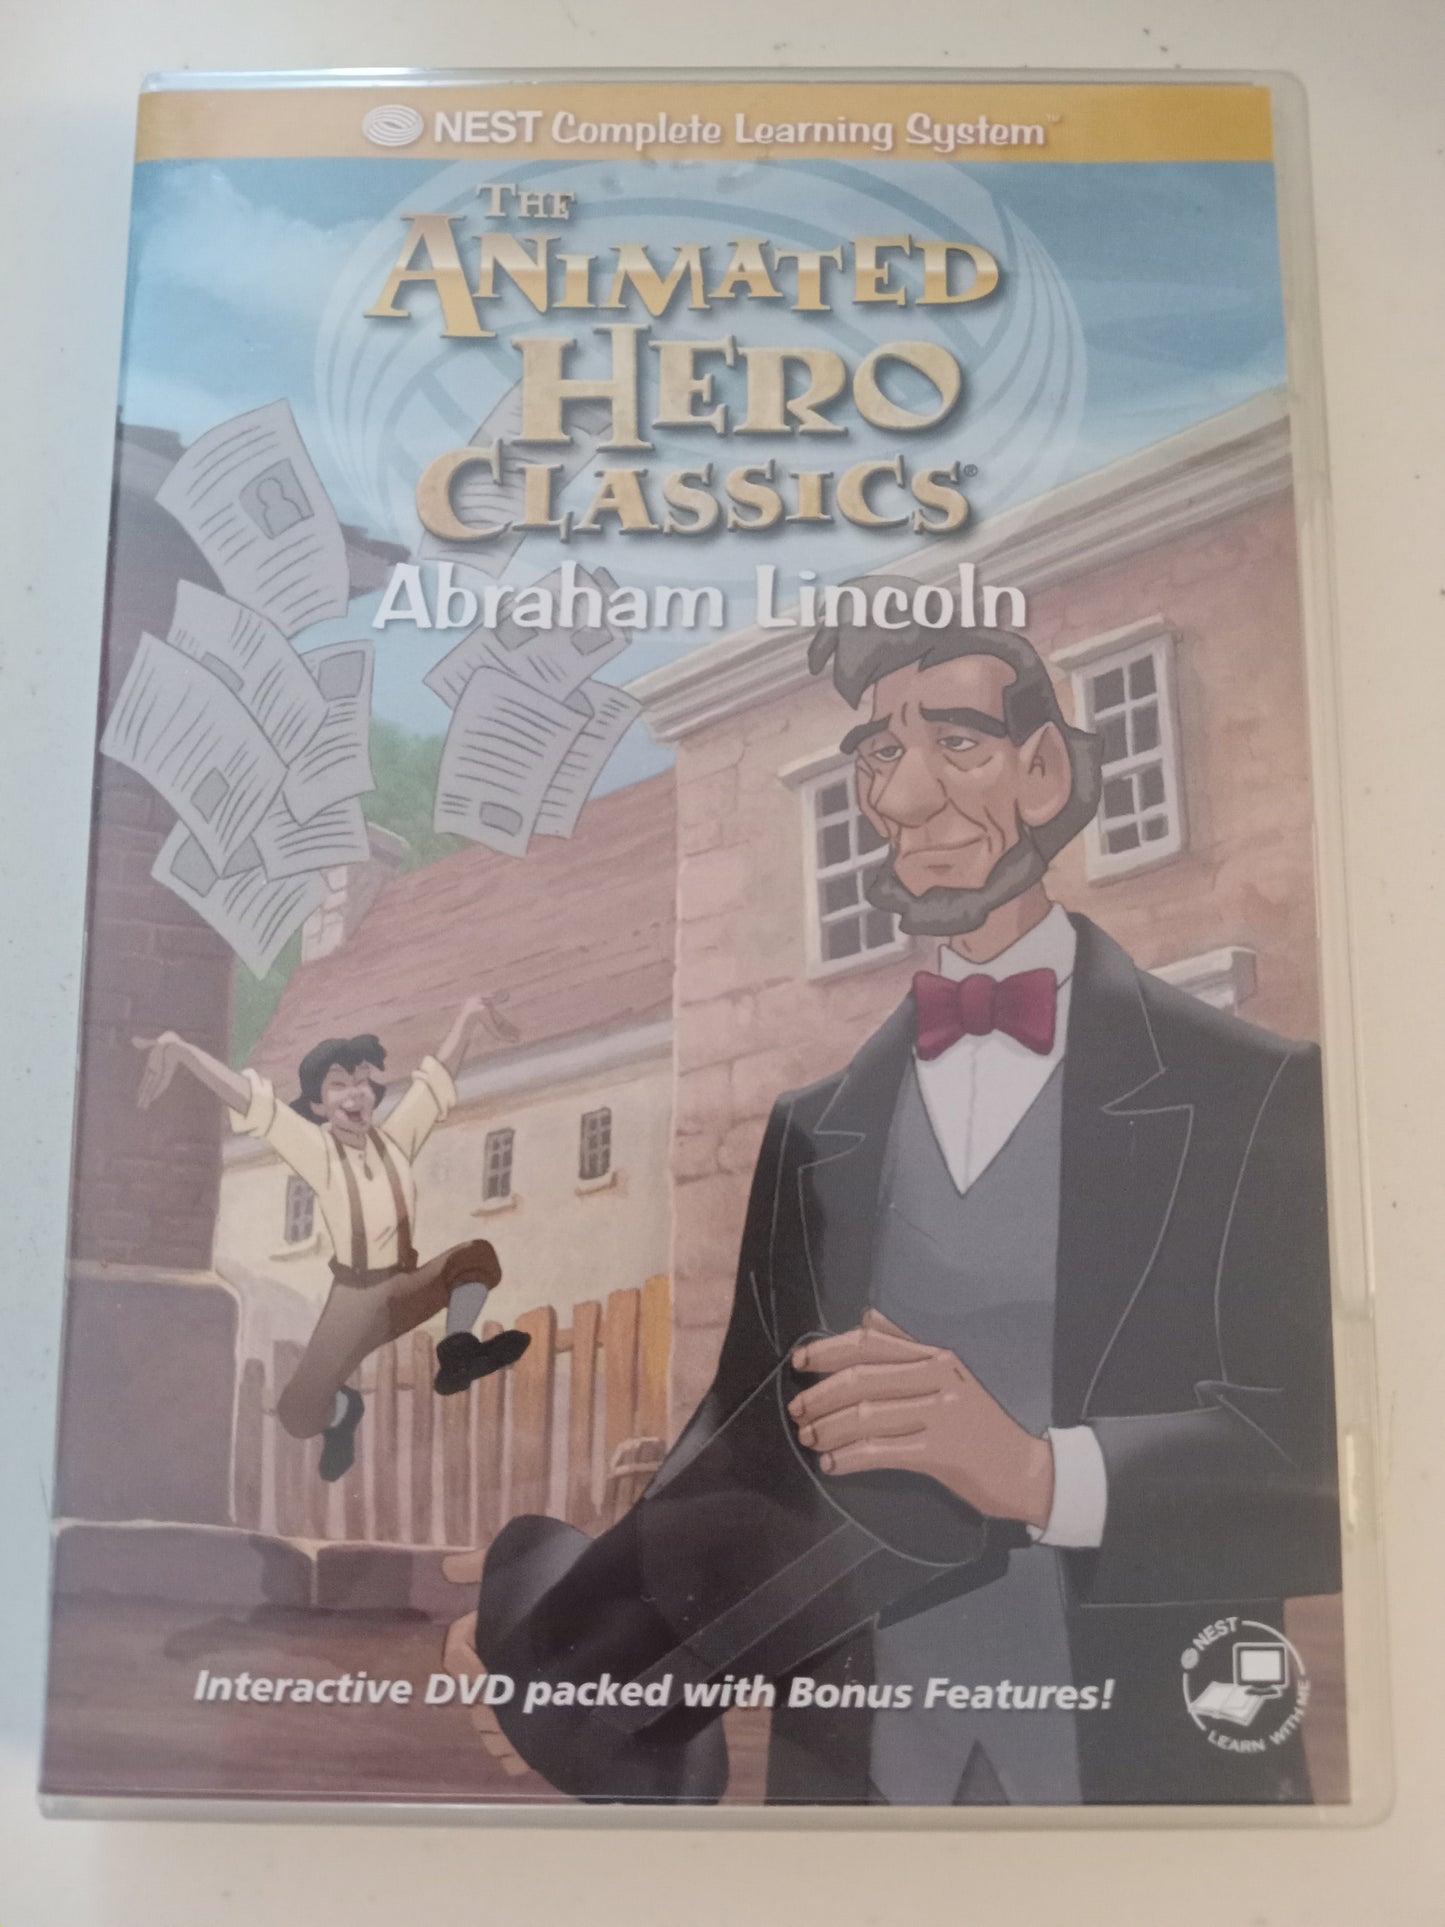 NEST Complete Learning System™
THE
ANIMATED
HERO
CLASSICS®
Abraham Lincoln
Interactive DVD packed with Bonus Features!
NEST
LEARN WITH ME